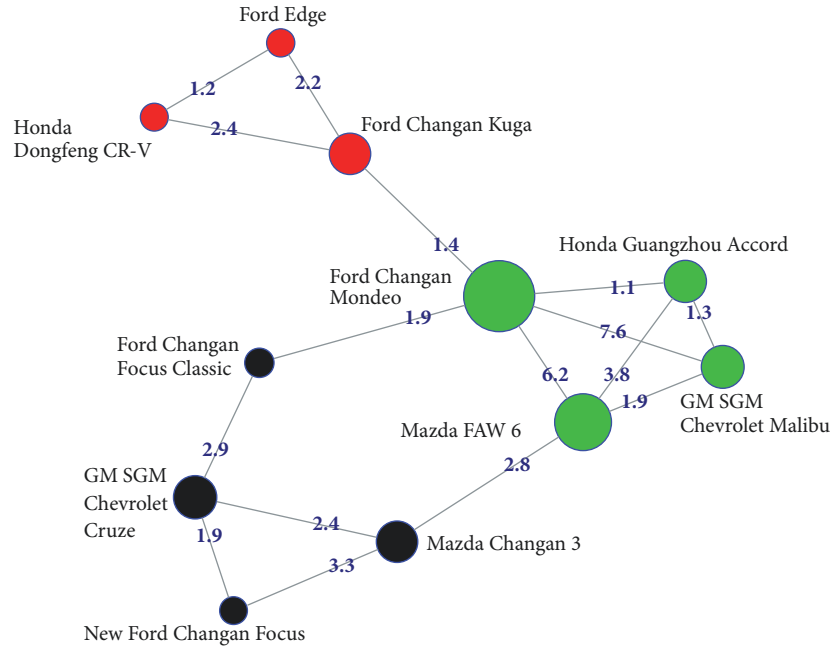 Ford Edge
1.2
2.2
2.4
Ford Changan Kuga
Honda
Dongfeng CR-V
1.4
Honda Guangzhou Accord
Ford Changan
Mondeo
1.1
1.9
1.3
7.6
Ford Changan
Focus Classic
6.2
3.8
1.9
GM SGM
Chevrolet Malibu
Mazda FAW 6
2.9
2.8
GM SGM
Chevrolet
Cruze
2.4
1.9
Mazda Changan 3
3.3
New Ford Changan Focus